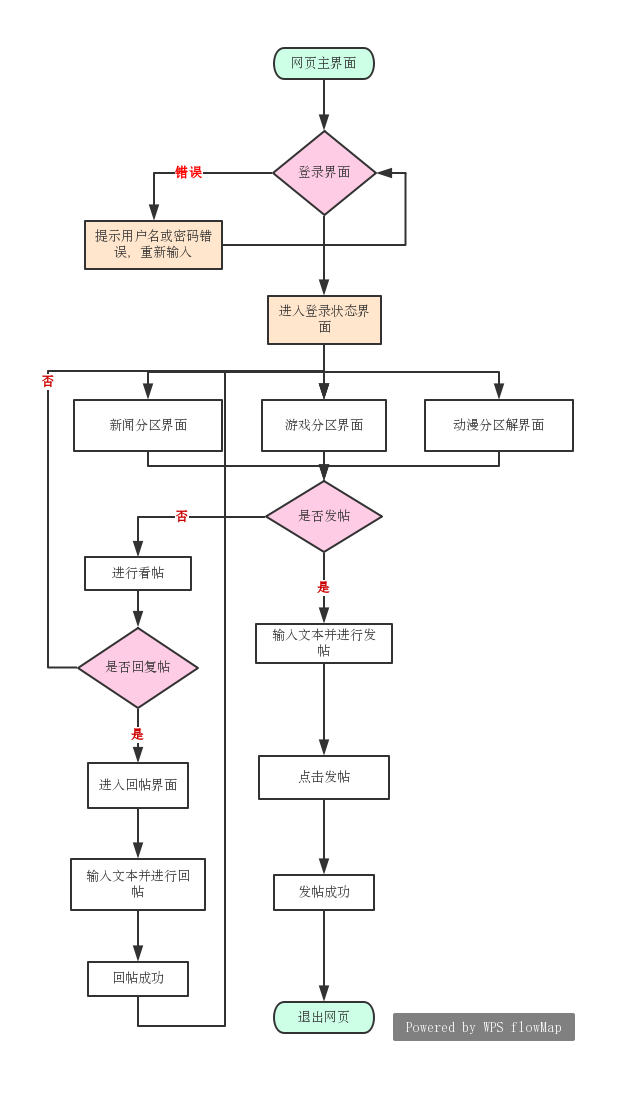 网页主界面
登录界面
错误
提示用户名或密码错
误，重新输入
进入登录状态界
面
否
新闻分区界面
游戏分区界面
动漫分区解界面
是否发帖
否
进行看帖
是
输入文本并进行发
帖
是否回复帖
是
进入回帖界面
点击发帖
输入文本并进行回
帖
发帖成功
回帖成功
退出网页
Powered by WPS flowMap